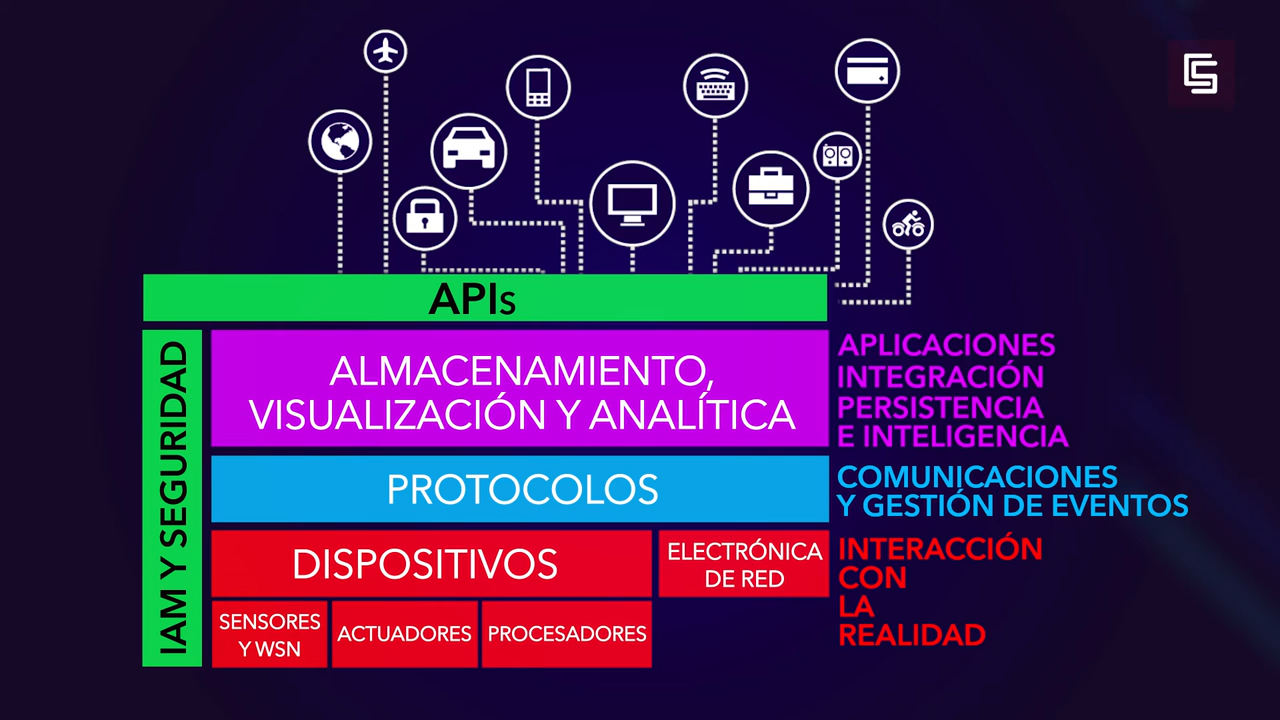 APIs
IAM Y SEGURIDAD
ALMACENAMIENTO,
VISUALIZACIÓN Y ANALÍTICA
APLICACIONES
INTEGRACIÓN
PERSISTENCIA
E INTELIGENCIA
PROTOCOLOS
COMUNICACIONES
Y GESTIÓN DE EVENTOS
DISPOSITIVOS
ELECTRÓNICA
DE RED
SENSORES
Y WSN
ACTUADORES
PROCESADORES
INTERACCIÓN
CON
LA
REALIDAD